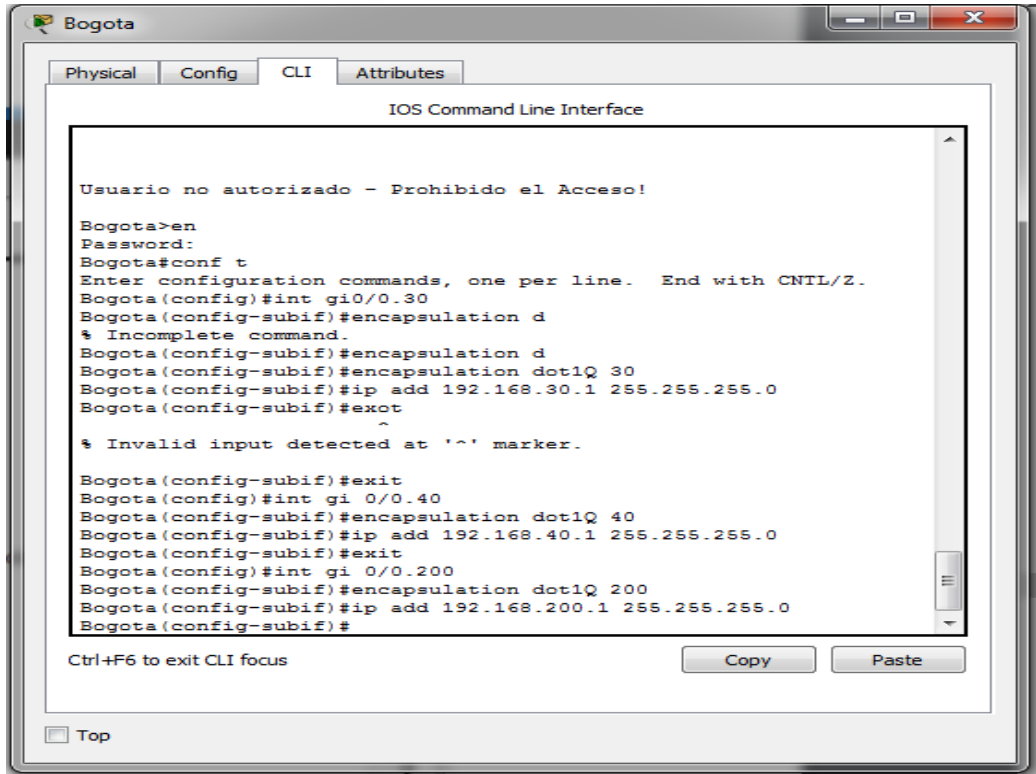 Bogota
Physical Config CLI Attributes
IOS Command Line Interface
Usuario no autorizado - Prohibido el Acceso!
Bogota>en
Password:
Bogota#conf t
Enter configuration commands, one per line.  End with CNTL/Z.
Bogota(config)#int gi0/0.30
Bogota(config-subif)#encapsulation d
% Incomplete command.
Bogota(config-subif)#encapsulation d
Bogota(config-subif)#encapsulation dot1Q 30
Bogota(config-subif)#ip add 192.168.30.1 255.255.255.0
Bogota(config-subif)#exot
^
% Invalid input detected at '^' marker.
Bogota(config-subif)#exit
Bogota(config)#int gi 0/0.40
Bogota(config-subif)#encapsulation dot1Q 40
Bogota(config-subif)#ip add 192.168.40.1 255.255.255.0
Bogota(config-subif)#exit
Bogota(config)#int gi 0/0.200
Bogota(config-subif)#encapsulation dot1Q 200
Bogota(config-subif)#ip add 192.168.200.1 255.255.255.0
Bogota(config-subif)#
Ctrl+F6 to exit CLI focus Copy Paste
Top